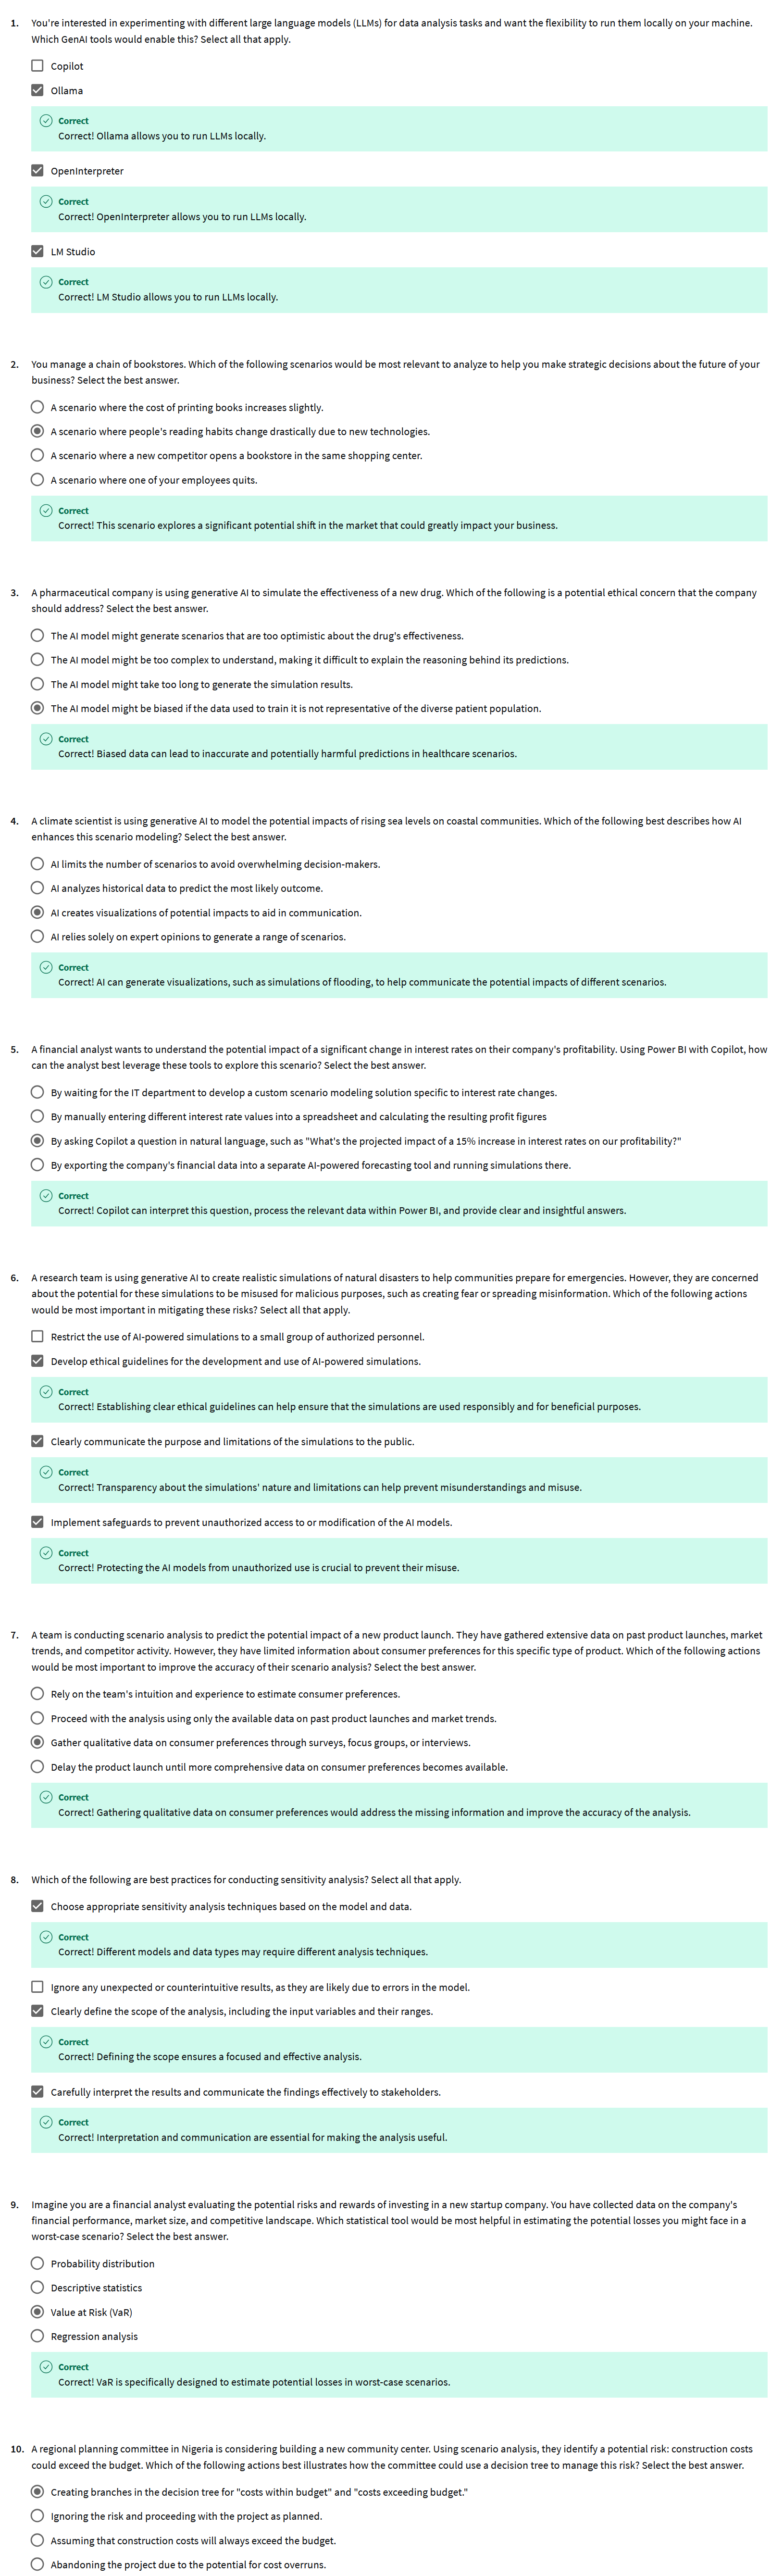 1. You're interested in experimenting with different large language models (LLMs) for data analysis tasks and want the flexibility to run them locally on your machine.
Which GenAI tools would enable this? Select all that apply.
Copilot
Ollama
Correct
Correct! Ollama allows you to run LLMs locally.
OpenInterpreter
Correct
Correct! OpenInterpreter allows you to run LLMs locally.
LM Studio
Correct
Correct! LM Studio allows you to run LLMs locally.
2. You manage a chain of bookstores. Which of the following scenarios would be most relevant to analyze to help you make strategic decisions about the future of your
business? Select the best answer.
A scenario where the cost of printing books increases slightly.
A scenario where people's reading habits change drastically due to new technologies.
A scenario where a new competitor opens a bookstore in the same shopping center.
A scenario where one of your employees quits.
Correct
Correct! This scenario explores a significant potential shift in the market that could greatly impact your business.
3. A pharmaceutical company is using generative AI to simulate the effectiveness of a new drug. Which of the following is a potential ethical concern that the company
should address? Select the best answer.
The AI model might generate scenarios that are too optimistic about the drug's effectiveness.
The AI model might be too complex to understand, making it difficult to explain the reasoning behind its predictions.
The AI model might take too long to generate the simulation results.
The AI model might be biased if the data used to train it is not representative of the diverse patient population.
Correct
Correct! Biased data can lead to inaccurate and potentially harmful predictions in healthcare scenarios.
4. A climate scientist is using generative AI to model the potential impacts of rising sea levels on coastal communities. Which of the following best describes how AI
enhances this scenario modeling? Select the best answer.
AI limits the number of scenarios to avoid overwhelming decision-makers.
AI analyzes historical data to predict the most likely outcome.
AI creates visualizations of potential impacts to aid in communication.
AI relies solely on expert opinions to generate a range of scenarios.
Correct
Correct! AI can generate visualizations, such as simulations of flooding, to help communicate the potential impacts of different scenarios.
5. A financial analyst wants to understand the potential impact of a significant change in interest rates on their company's profitability. Using Power BI with Copilot, how
can the analyst best leverage these tools to explore this scenario? Select the best answer.
By waiting for the IT department to develop a custom scenario modeling solution specific to interest rate changes.
By manually entering different interest rate values into a spreadsheet and calculating the resulting profit figures
By asking Copilot a question in natural language, such as "What's the projected impact of a 15% increase in interest rates on our profitability?"
By exporting the company's financial data into a separate AI-powered forecasting tool and running simulations there.
Correct
Correct! Copilot can interpret this question, process the relevant data within Power BI, and provide clear and insightful answers.
6. A research team is using generative AI to create realistic simulations of natural disasters to help communities prepare for emergencies. However, they are concerned
about the potential for these simulations to be misused for malicious purposes, such as creating fear or spreading misinformation. Which of the following actions
would be most important in mitigating these risks? Select all that apply.
Restrict the use of AI-powered simulations to a small group of authorized personnel.
Develop ethical guidelines for the development and use of AI-powered simulations.
Correct
Correct! Establishing clear ethical guidelines can help ensure that the simulations are used responsibly and for beneficial purposes.
Clearly communicate the purpose and limitations of the simulations to the public.
Correct
Correct! Transparency about the simulations' nature and limitations can help prevent misunderstandings and misuse.
Implement safeguards to prevent unauthorized access to or modification of the AI models.
Correct
Correct! Protecting the AI models from unauthorized use is crucial to prevent their misuse.
7. A team is conducting scenario analysis to predict the potential impact of a new product launch. They have gathered extensive data on past product launches, market
trends, and competitor activity. However, they have limited information about consumer preferences for this specific type of product. Which of the following actions
would be most important to improve the accuracy of their scenario analysis? Select the best answer.
Rely on the team's intuition and experience to estimate consumer preferences.
Proceed with the analysis using only the available data on past product launches and market trends.
Gather qualitative data on consumer preferences through surveys, focus groups, or interviews.
Delay the product launch until more comprehensive data on consumer preferences becomes available.
Correct
Correct! Gathering qualitative data on consumer preferences would address the missing information and improve the accuracy of the analysis.
8. Which of the following are best practices for conducting sensitivity analysis? Select all that apply.
Choose appropriate sensitivity analysis techniques based on the model and data.
Correct
Correct! Different models and data types may require different analysis techniques.
Ignore any unexpected or counterintuitive results, as they are likely due to errors in the model.
Clearly define the scope of the analysis, including the input variables and their ranges.
Correct
Correct! Defining the scope ensures a focused and effective analysis.
Carefully interpret the results and communicate the findings effectively to stakeholders.
Correct
Correct! Interpretation and communication are essential for making the analysis useful.
9. Imagine you are a financial analyst evaluating the potential risks and rewards of investing in a new startup company. You have collected data on the company's
financial performance, market size, and competitive landscape. Which statistical tool would be most helpful in estimating the potential losses you might face in a
worst-case scenario? Select the best answer.
Probability distribution
Descriptive statistics
Value at Risk (VaR)
Regression analysis
Correct
Correct! VaR is specifically designed to estimate potential losses in worst-case scenarios.
10. A regional planning committee in Nigeria is considering building a new community center. Using scenario analysis, they identify a potential risk: construction costs
could exceed the budget. Which of the following actions best illustrates how the committee could use a decision tree to manage this risk? Select the best answer.
Creating branches in the decision tree for "costs within budget" and "costs exceeding budget."
Ignoring the risk and proceeding with the project as planned.
Assuming that construction costs will always exceed the budget.
Abandoning the project due to the potential for cost overruns.